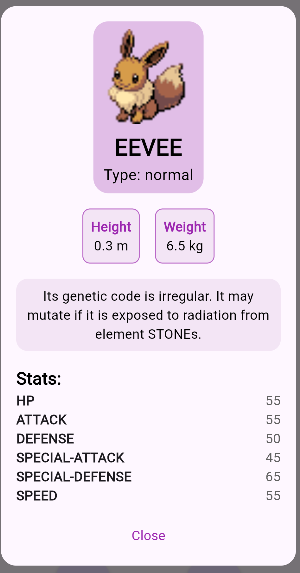 EEVEE
Type: normal
Height
0.3 m
Weight
6.5 kg
Its genetic code is irregular. It may
mutate if it is exposed to radiation from
element STONEs.
Stats:
HP 55
ATTACK 55
DEFENSE 50
SPECIAL-ATTACK 45
SPECIAL-DEFENSE 65
SPEED 55
Close